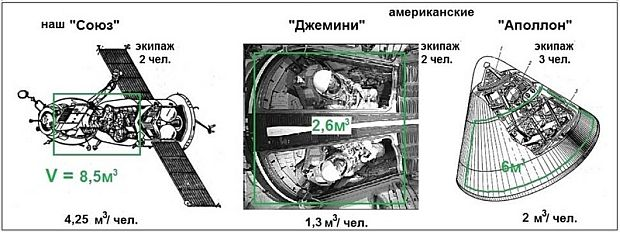 наш "Союз"
экипаж
2 чел.
V = 8,5м³
4,25 м³/ чел.
американские
"Джемини"
экипаж
2 чел.
2,6м³
1,3 м³/ чел.
"Аполлон"
экипаж
3 чел.
6м³
2 м³/ чел.